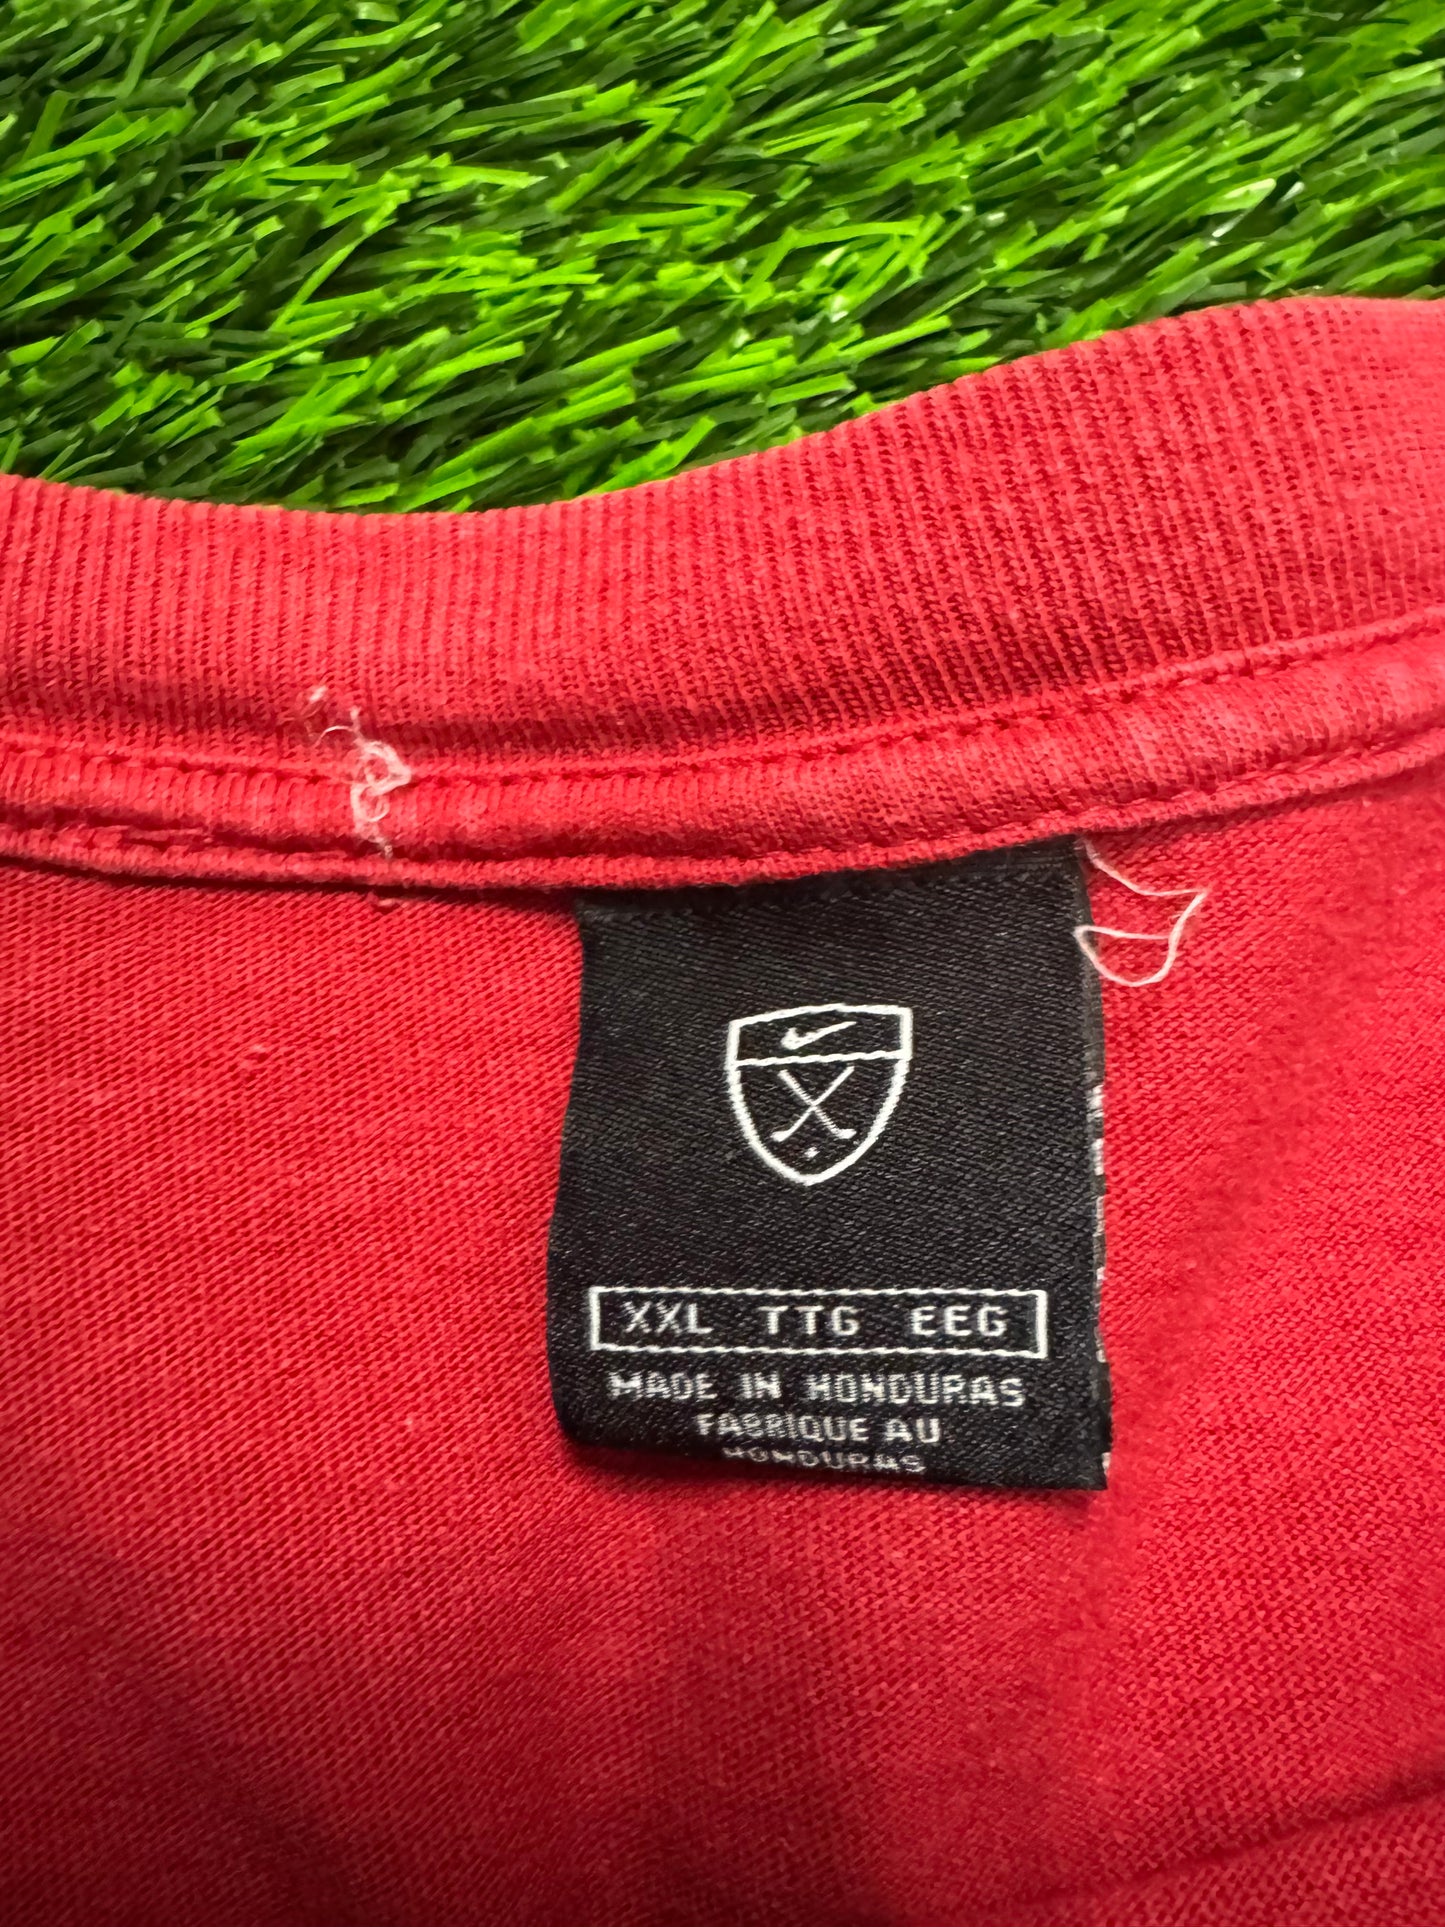 XXL TTG EEG
MADE IN HONDURAS
FABRIQUE AU
HONDURAS